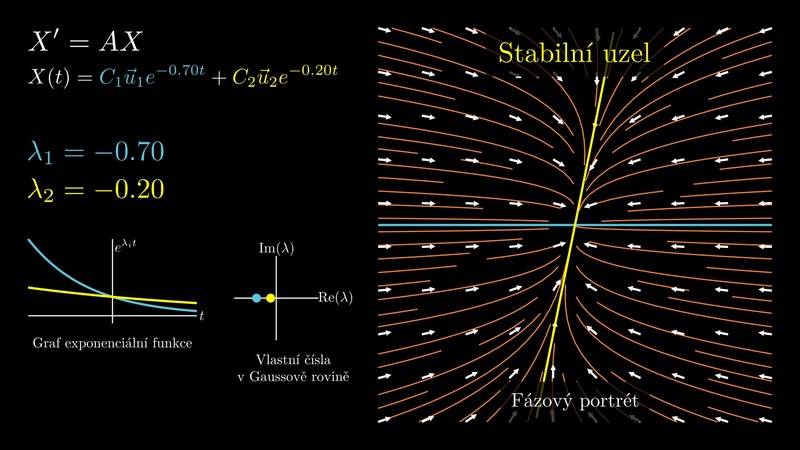 X′ = AX
X(t) = C₁u⃗₁e^{−0.70t} + C₂u⃗₂e^{−0.20t}
λ₁ = −0.70
λ₂ = −0.20
e^{λᵢt}
t
Graf exponenciální funkce
Im(λ)
Re(λ)
Vlastní čísla
v Gaussově rovině
Stabilní uzel
Fázový portrét